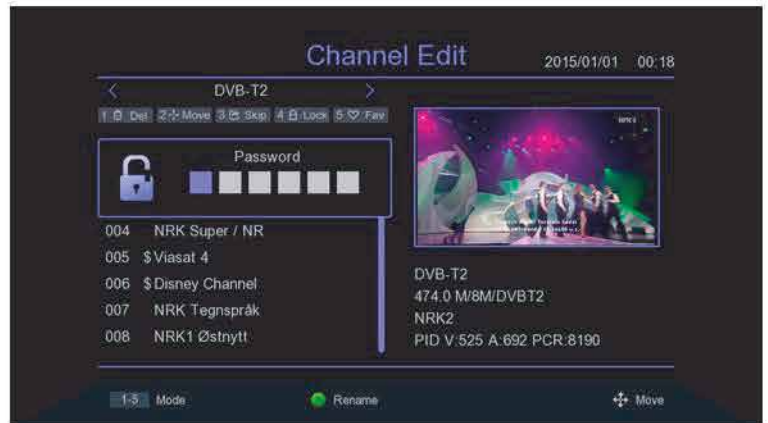 Channel Edit
2015/01/01 00:18
DVB-T2
1 Del 2 Move 3 Skip 4 Lock 5 Fav
Password
004 NRK Super / NR
005 $ Viasat 4
006 $ Disney Channel
007 NRK Tegnspråk
008 NRK1 Østnytt
DVB-T2
474.0 M/8M/DVBT2
NRK2
PID V:525 A:692 PCR:8190
1-5 Mode
Rename
Move